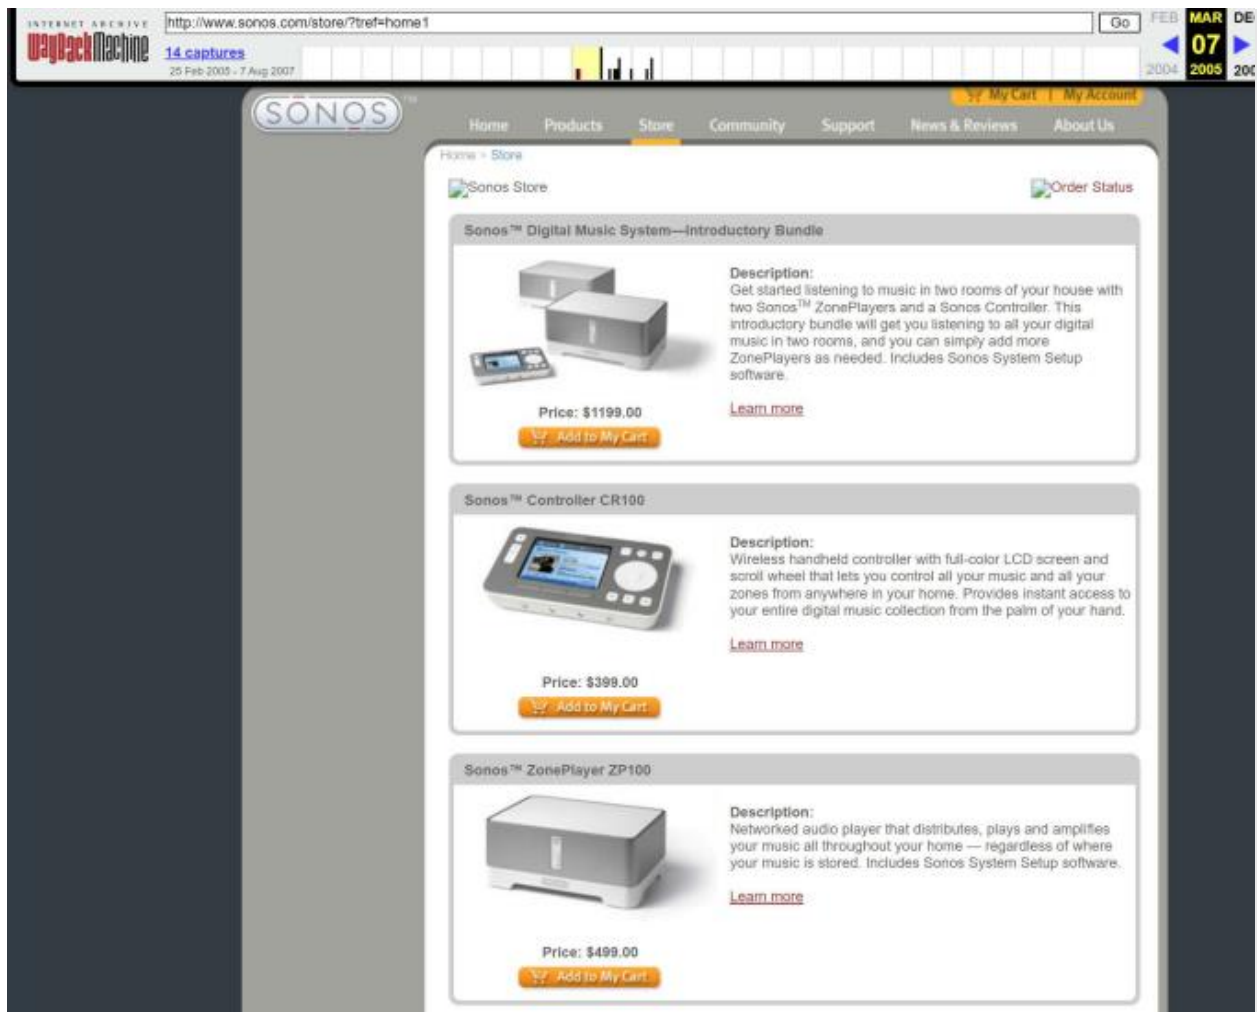 INTERNET ARCHIVE
WayBackMachine
http://www.sonos.com/store/?tref=home1
Go
FEB MAR DE
14 captures
25 Feb 2005 - 7 Aug 2007
07
2004 2005 200
SONOS
My Cart | My Account
Home Products Store Community Support News & Reviews About Us
Home > Store
Sonos Store
Order Status
Sonos™ Digital Music System—Introductory Bundle
Description:
Get started listening to music in two rooms of your house with
two Sonos™ ZonePlayers and a Sonos Controller. This
introductory bundle will get you listening to all your digital
music in two rooms, and you can simply add more
ZonePlayers as needed. Includes Sonos System Setup
software.
Learn more
Price: $1199.00
Add to My Cart
Sonos™ Controller CR100
Description:
Wireless handheld controller with full-color LCD screen and
scroll wheel that lets you control all your music and all your
zones from anywhere in your home. Provides instant access to
your entire digital music collection from the palm of your hand.
Learn more
Price: $399.00
Add to My Cart
Sonos™ ZonePlayer ZP100
Description:
Networked audio player that distributes, plays and amplifies
your music all throughout your home — regardless of where
your music is stored. Includes Sonos System Setup software.
Learn more
Price: $499.00
Add to My Cart